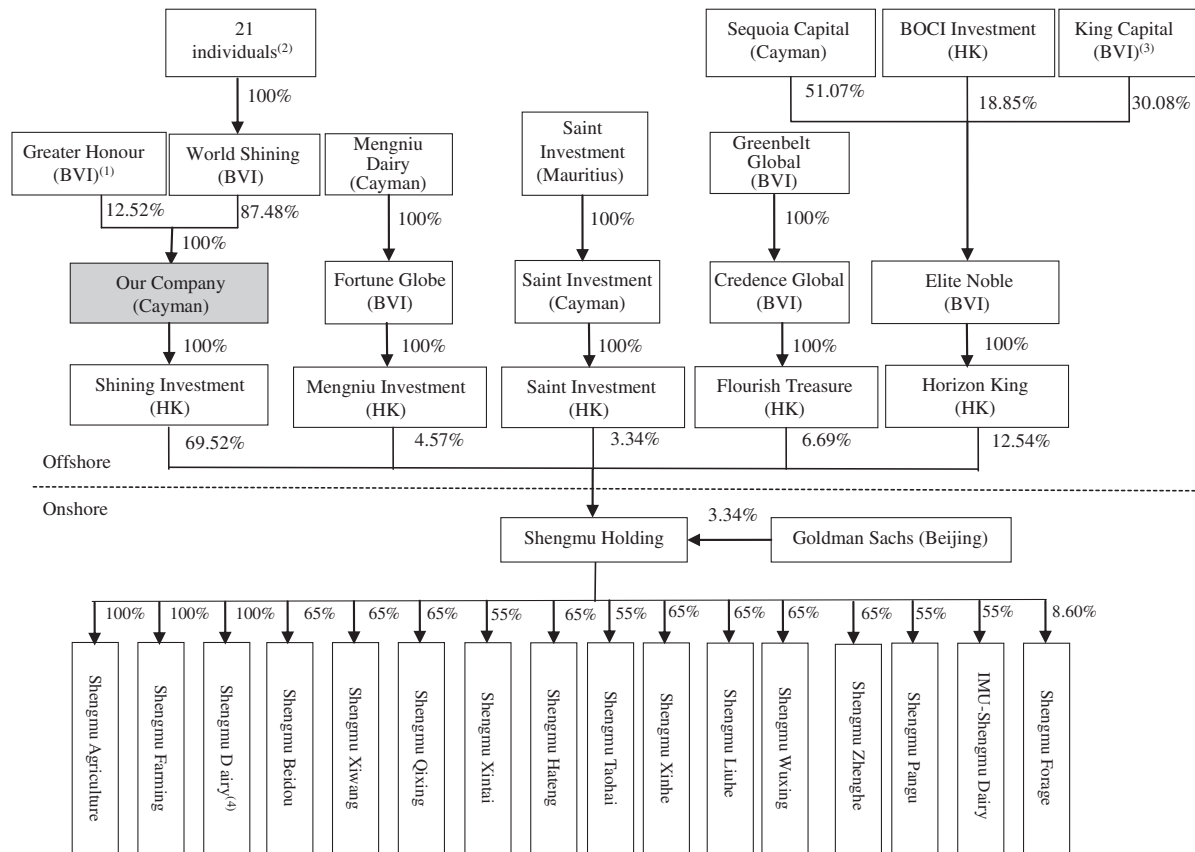 21
individuals(2)
Sequoia Capital
(Cayman)
BOCI Investment
(HK)
King Capital
(BVI)(3)
100%
51.07%
18.85%
30.08%
Greater Honour
(BVI)(1)
World Shining
(BVI)
Mengniu
Dairy
(Cayman)
Saint
Investment
(Mauritius)
Greenbelt
Global
(BVI)
12.52%
87.48%
100%
100%
100%
100%
Our Company
(Cayman)
Fortune Globe
(BVI)
Saint Investment
(Cayman)
Credence Global
(BVI)
Elite Noble
(BVI)
100%
100%
100%
100%
100%
Shining Investment
(HK)
Mengniu Investment
(HK)
Saint Investment
(HK)
Flourish Treasure
(HK)
Horizon King
(HK)
69.52%
4.57%
3.34%
6.69%
12.54%
Offshore
Onshore
Shengmu Holding
3.34%
Goldman Sachs (Beijing)
100%
100%
100%
65%
65%
65%
55%
65%
55%
65%
65%
65%
65%
55%
55%
8.60%
Shengmu Agriculture
Shengmu Farming
Shengmu D airy(4)
Shengmu Beidou
Shengmu Xiwang
Shengmu Qixing
Shengmu Xintai
Shengmu Hateng
Shengmu Taohai
Shengmu Xinhe
Shengmu Liuhe
Shengmu Wuxing
Shengmu Zhenghe
Shengmu Pangu
IMU-Shengmu Dairy
Shengmu Forage